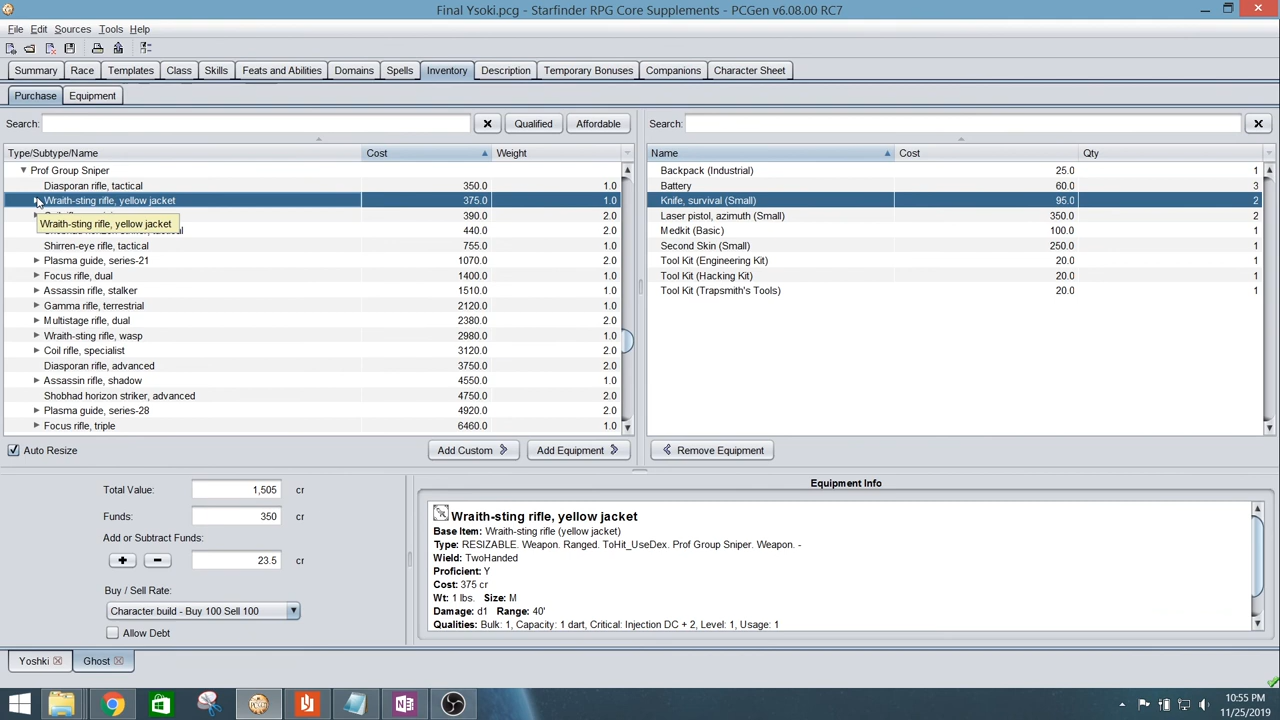 Final Ysoki.pcg - Starfinder RPG Core Supplements - PCGen v6.08.00 RC7
File Edit Sources Tools Help
Summary Race Templates Class Skills Feats and Abilities Domains Spells Inventory Description Temporary Bonuses Companions Character Sheet
Purchase Equipment
Search: Qualified Affordable Search:
Type/Subtype/Name Cost Weight Name Cost Qty
Prof Group Sniper Backpack (Industrial) 25.0 1
Diasporan rifle, tactical 350.0 1.0 Battery 60.0 3
Wraith-sting rifle, yellow jacket 375.0 1.0 Knife, survival (Small) 95.0 2
390.0 2.0 Laser pistol, azimuth (Small) 350.0 1
Wraith-sting rifle, yellow jacket
440.0 2.0 Medkit (Basic) 100.0 1
Shirren-eye rifle, tactical 755.0 1.0 Second Skin (Small) 250.0 1
Plasma guide, series-21 1070.0 2.0 Tool Kit (Engineering Kit) 20.0 1
Focus rifle, dual 1400.0 1.0 Tool Kit (Hacking Kit) 20.0 1
Assassin rifle, stalker 1510.0 1.0 Tool Kit (Trapsmith's Tools) 20.0 1
Gamma rifle, terrestrial 2120.0 1.0
Multistage rifle, dual 2380.0 2.0
Wraith-sting rifle, wasp 2980.0 1.0
Coil rifle, specialist 3120.0 2.0
Diasporan rifle, advanced 3750.0 2.0
Assassin rifle, shadow 4550.0 1.0
Shobhad horizon striker, advanced 4750.0 2.0
Plasma guide, series-28 4920.0 2.0
Focus rifle, triple 6460.0 1.0
Auto Resize Add Custom Add Equipment Remove Equipment
Total Value: 1,505 cr
Funds: 350 cr
Add or Subtract Funds:
+ - 23.5 cr
Buy / Sell Rate:
Character build - Buy 100 Sell 100
Allow Debt
Equipment Info
Wraith-sting rifle, yellow jacket
Base Item: Wraith-sting rifle (yellow jacket)
Type: RESIZABLE. Weapon. Ranged. ToHit_UseDex. Prof Group Sniper. Weapon. -
Wield: TwoHanded
Proficient: Y
Cost: 375 cr
Wt: 1 lbs. Size: M
Damage: d1 Range: 40'
Qualities: Bulk: 1, Capacity: 1 dart, Critical: Injection DC + 2, Level: 1, Usage: 1
Yoshki Ghost
10:55 PM
11/25/2019